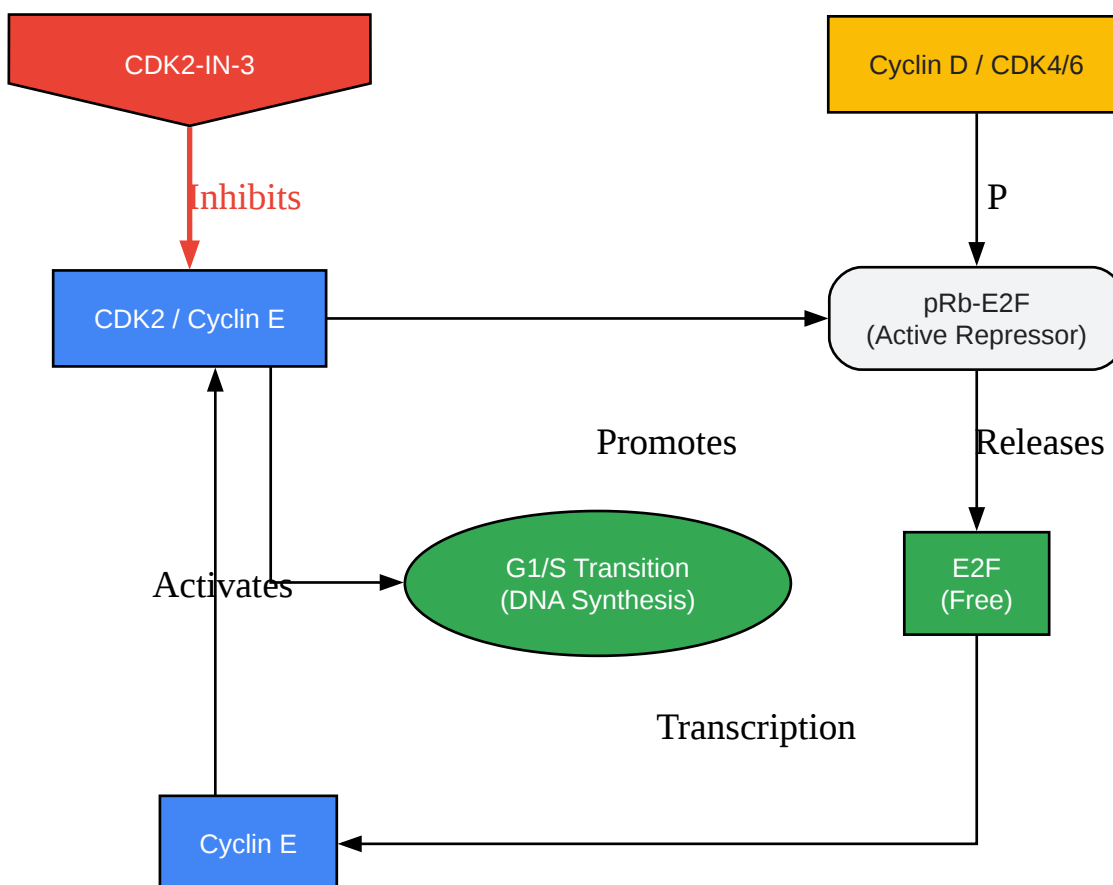 CDK2-IN-3
Cyclin D / CDK4/6
Inhibits
P
CDK2 / Cyclin E
pRb-E2F
(Active Repressor)
Promotes
Releases
G1/S Transition
(DNA Synthesis)
E2F
(Free)
Activates
Transcription
Cyclin E